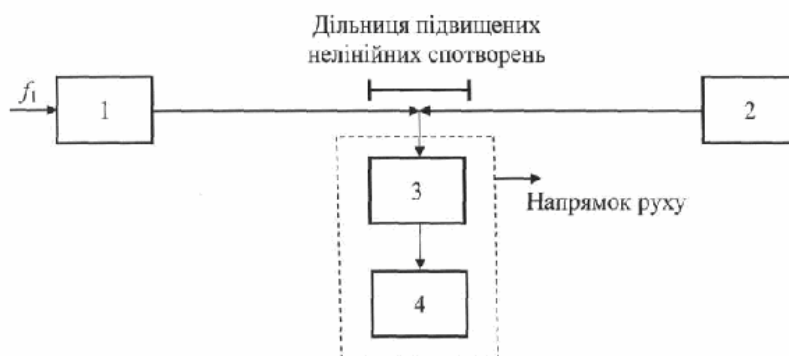 Дільниця підвищених
нелінійних спотворень
f₁
1
2
3
Напрямок руху
4